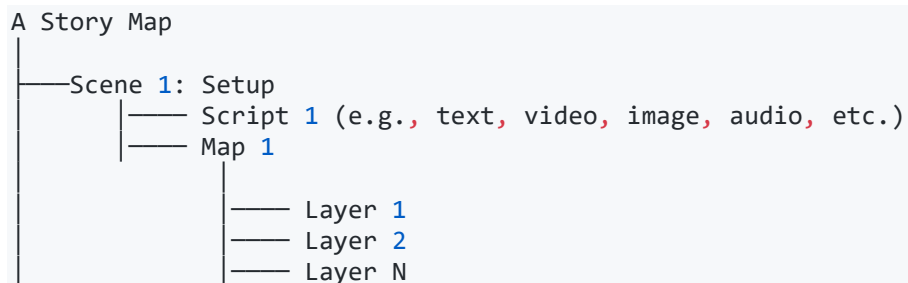 A Story Map
│
├───Scene 1: Setup
│      │─── Script 1 (e.g., text, video, image, audio, etc.)
│      │─── Map 1
│            │
│            │─── Layer 1
│            │─── Layer 2
│            │─── Layer N